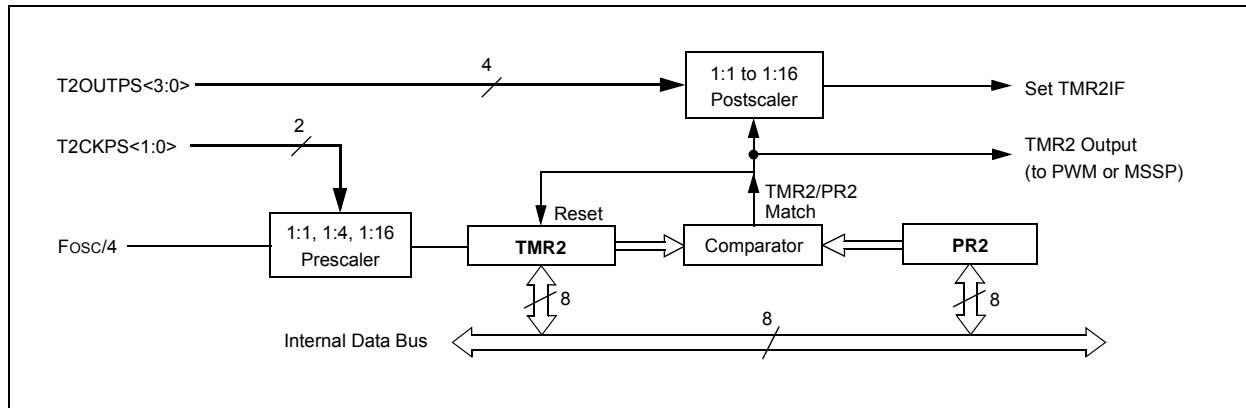 T2OUTPS<3:0>
4
1:1 to 1:16
Postscaler
Set TMR2IF
T2CKPS<1:0>
2
TMR2 Output
(to PWM or MSSP)
TMR2/PR2
Match
Reset
FOSC/4
1:1, 1:4, 1:16
Prescaler
TMR2
Comparator
PR2
8
8
8
Internal Data Bus